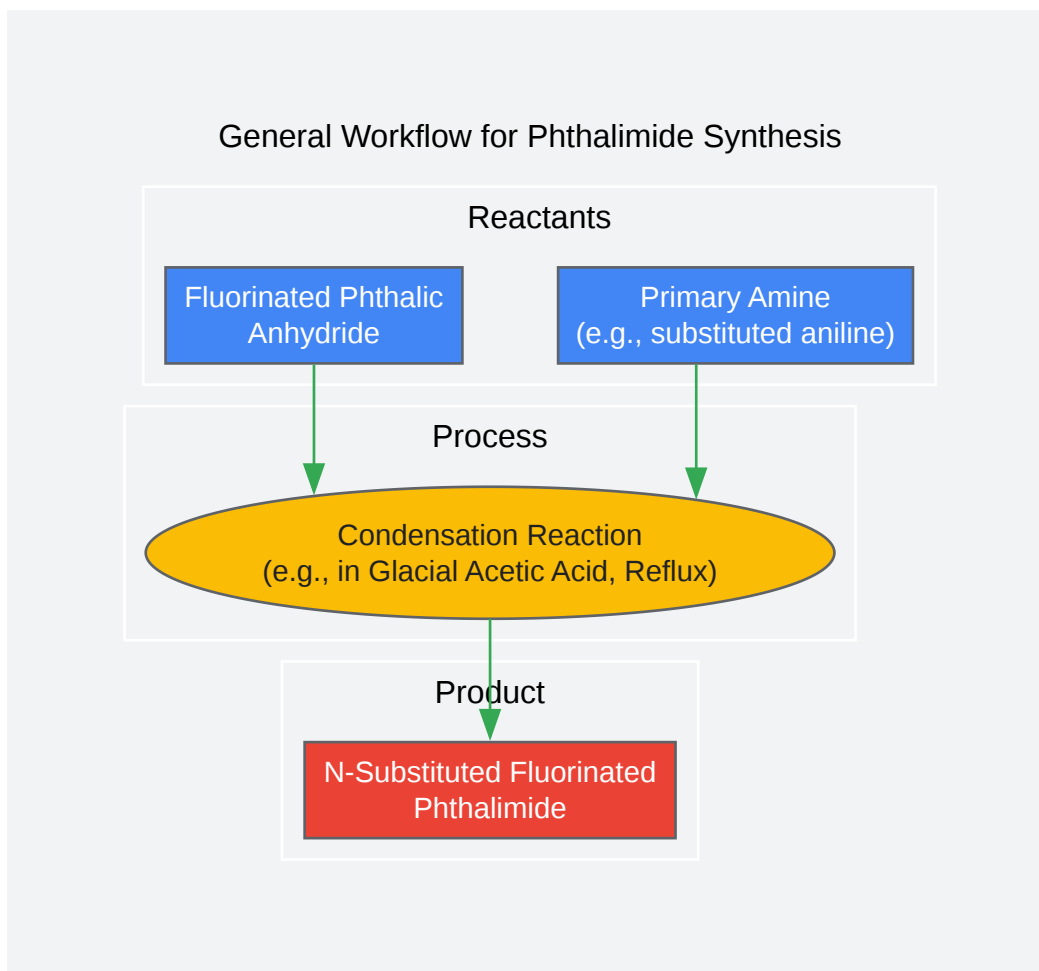 General Workflow for Phthalimide Synthesis
Reactants
Fluorinated Phthalic
Anhydride
Primary Amine
(e.g., substituted aniline)
Process
Condensation Reaction
(e.g., in Glacial Acetic Acid, Reflux)
Product
N-Substituted Fluorinated
Phthalimide